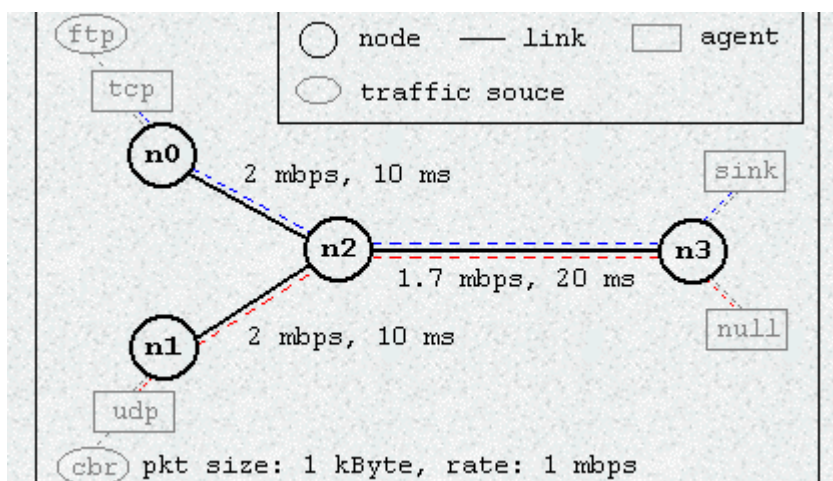 ftp
node link agent
traffic souce
tcp
n0
2 mbps, 10 ms
sink
n2
n3
1.7 mbps, 20 ms
n1
2 mbps, 10 ms
null
udp
cbr pkt size: 1 kByte, rate: 1 mbps